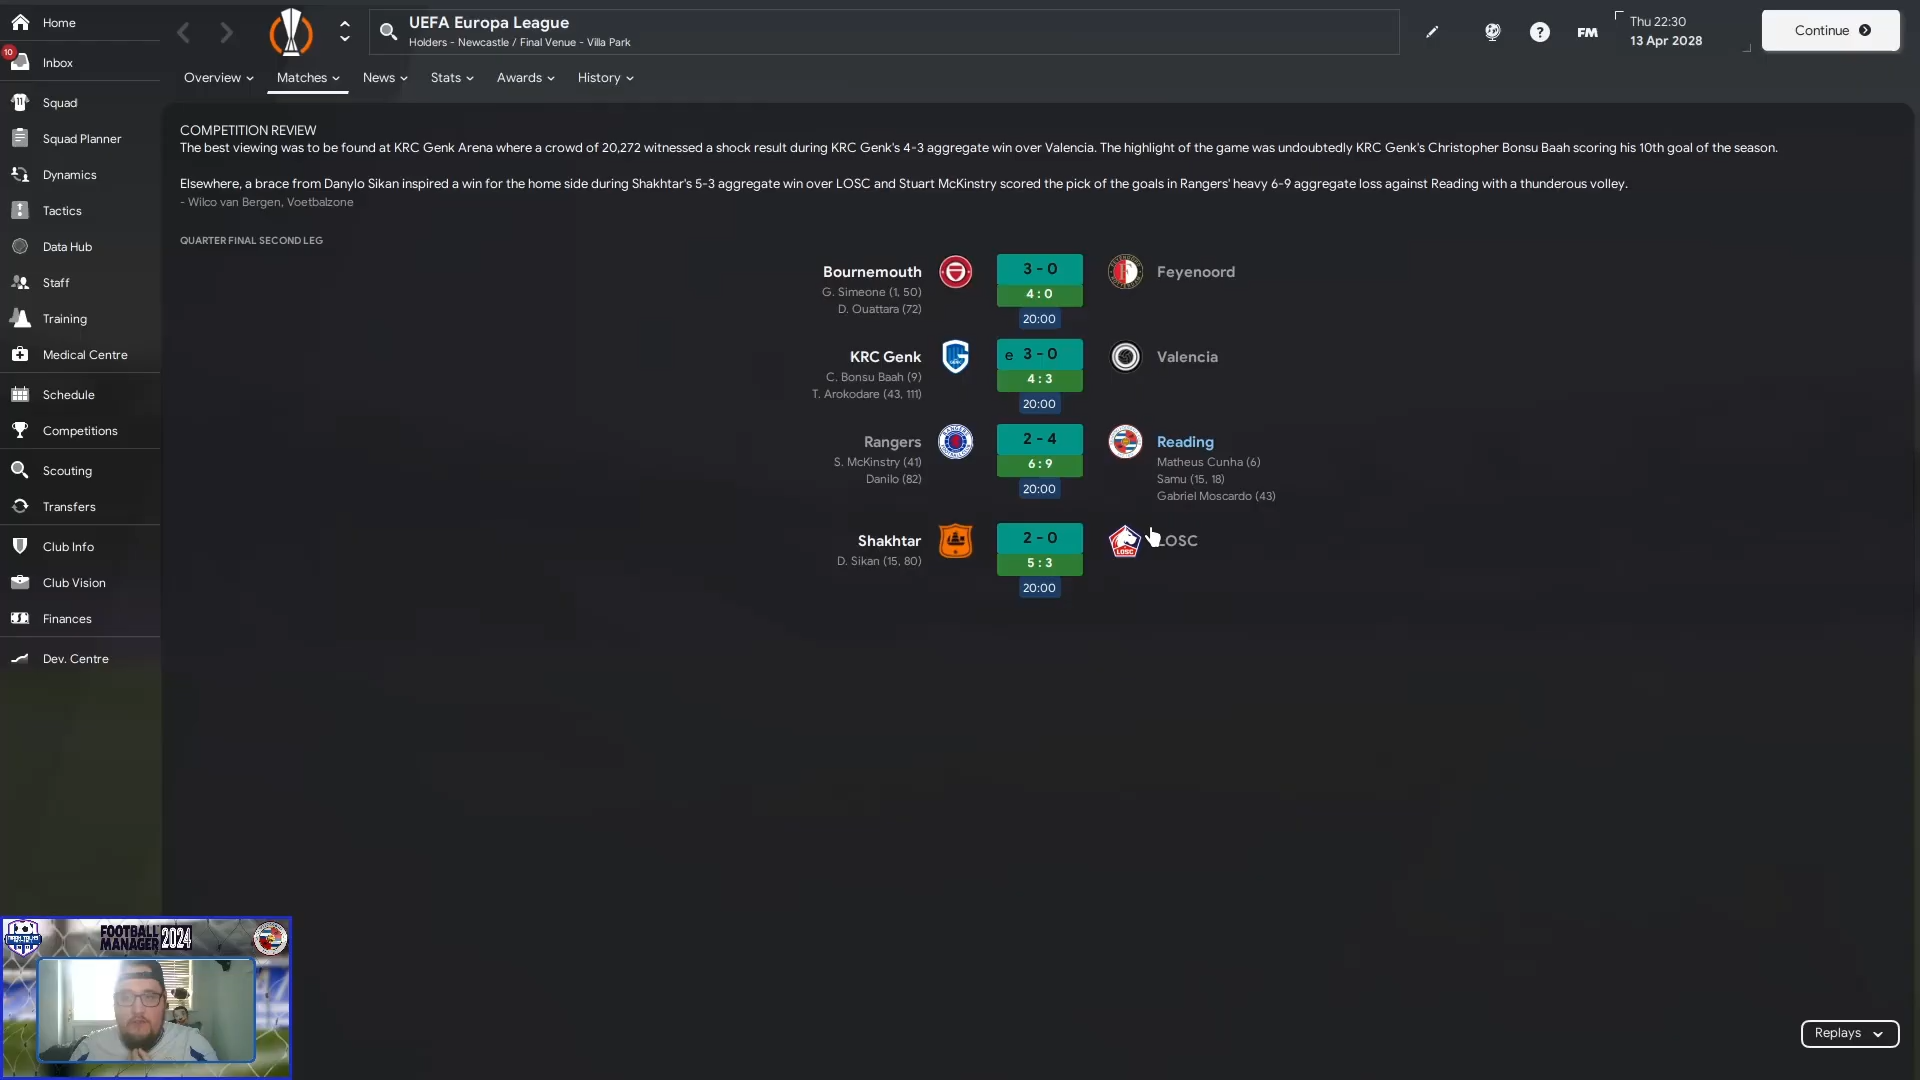 Home
10
Inbox
Squad
Squad Planner
Dynamics
Tactics
Data Hub
Staff
Training
Medical Centre
Schedule
Competitions
Scouting
Transfers
Club Info
Club Vision
Finances
Dev. Centre
UEFA Europa League
Holders - Newcastle / Final Venue - Villa Park
?
FM
Thu 22:30
13 Apr 2028
Continue
Overview
Matches
News
Stats
Awards
History
COMPETITION REVIEW
The best viewing was to be found at KRC Genk Arena where a crowd of 20,272 witnessed a shock result during KRC Genk's 4-3 aggregate win over Valencia. The highlight of the game was undoubtedly KRC Genk's Christopher Bonsu Baah scoring his 10th goal of the season.
Elsewhere, a brace from Danylo Sikan inspired a win for the home side during Shakhtar's 5-3 aggregate win over LOSC and Stuart McKinstry scored the pick of the goals in Rangers' heavy 6-9 aggregate loss against Reading with a thunderous volley.
- Wilco van Bergen, Voetbalzone
QUARTER FINAL SECOND LEG
Bournemouth 3 - 0 Feyenoord
G. Simeone (1, 50) 4 : 0
D. Ouattara (72)
20:00
KRC Genk e 3 - 0 Valencia
C. Bonsu Baah (9) 4 : 3
T. Arokodare (43, 111)
20:00
Rangers 2 - 4 Reading
S. McKinstry (41) 6 : 9 Matheus Cunha (6)
Danilo (82) Samu (15, 18)
20:00 Gabriel Moscardo (43)
Shakhtar 2 - 0 LOSC
D. Sikan (15, 80) 5 : 3
20:00
LOSC
FOOTBALL
MANAGER 2024
Replays